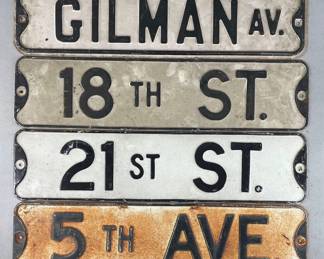 GILMAN AV.
18 TH ST.
21 ST ST.
5 TH AVE